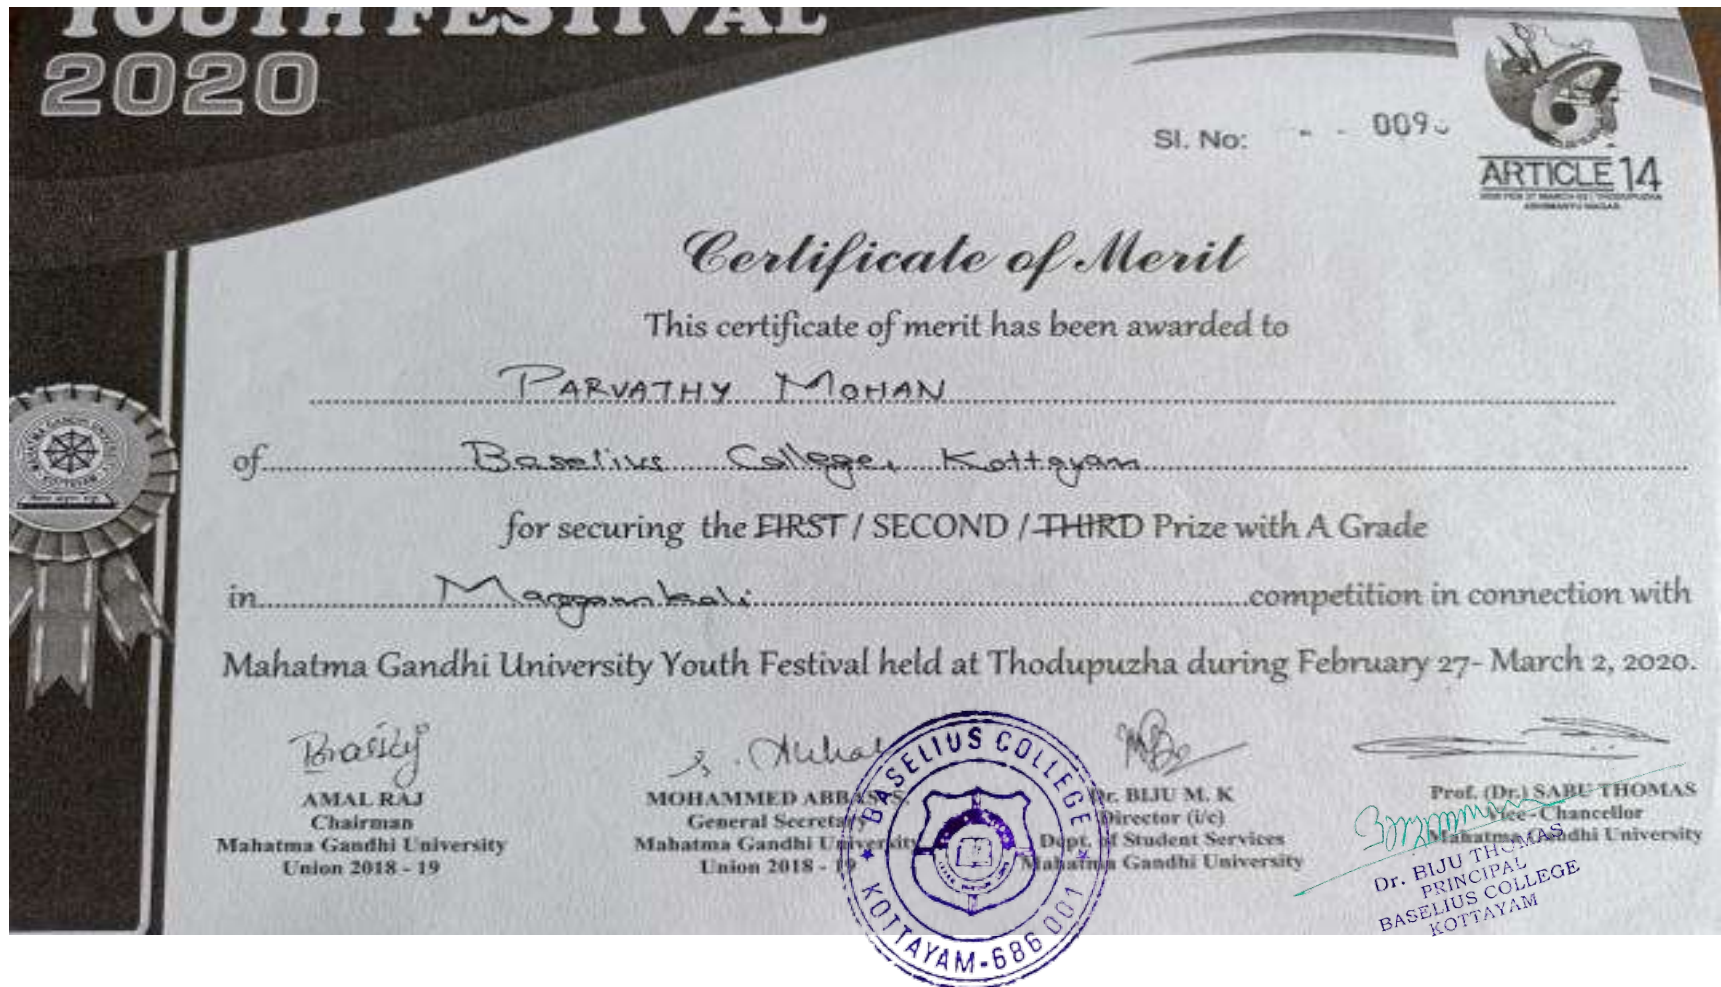 YOUTH FESTIVAL
2020
Sl. No: - - 009
ARTICLE 14
Certificate of Merit
This certificate of merit has been awarded to
PARVATHY MOHAN
of Baselius College, Kottayam
for securing the FIRST / SECOND / THIRD Prize with A Grade
in Margamkali competition in connection with
Mahatma Gandhi University Youth Festival held at Thodupuzha during February 27- March 2, 2020.
AMAL RAJ
Chairman
Mahatma Gandhi University
Union 2018 - 19
MOHAMMED ABBAS S.
General Secretary
Mahatma Gandhi University
Union 2018 - 19
Dr. BIJU M. K
Director (i/c)
Dept. of Student Services
Mahatma Gandhi University
Prof. (Dr.) SABU THOMAS
Vice-Chancellor
Mahatma Gandhi University
BASELIUS COLLEGE
KOTTAYAM-686 001
Dr. BIJU THOMAS
PRINCIPAL
BASELIUS COLLEGE
KOTTAYAM